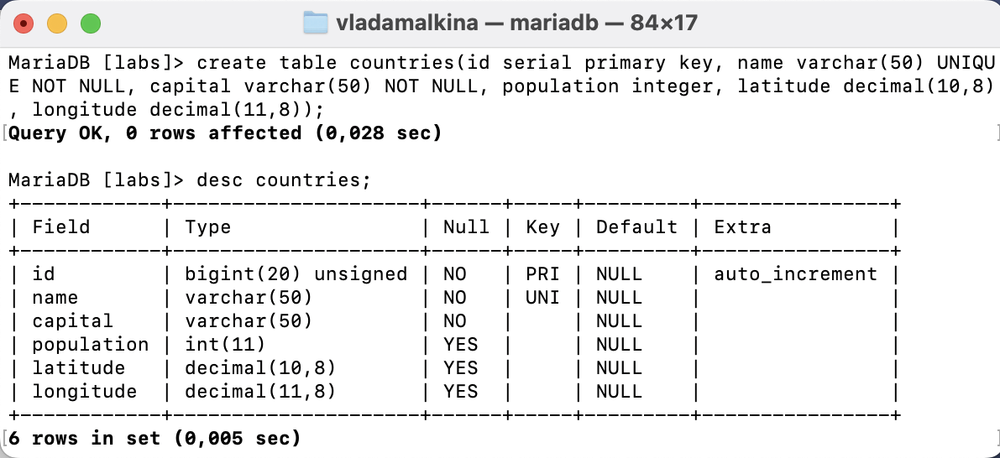 vladamalkina — mariadb — 84×17
MariaDB [labs]> create table countries(id serial primary key, name varchar(50) UNIQU
E NOT NULL, capital varchar(50) NOT NULL, population integer, latitude decimal(10,8)
, longitude decimal(11,8));
[Query OK, 0 rows affected (0,028 sec) ]
MariaDB [labs]> desc countries;
+------------+----------------------+------+-----+---------+----------------+
| Field      | Type                | Null | Key | Default | Extra          |
+------------+----------------------+------+-----+---------+----------------+
| id         | bigint(20) unsigned | NO   | PRI | NULL    | auto_increment |
| name       | varchar(50)         | NO   | UNI | NULL    |                |
| capital    | varchar(50)         | NO   |     | NULL    |                |
| population | int(11)             | YES  |     | NULL    |                |
| latitude   | decimal(10,8)       | YES  |     | NULL    |                |
| longitude  | decimal(11,8)       | YES  |     | NULL    |                |
+------------+----------------------+------+-----+---------+----------------+
[6 rows in set (0,005 sec) ]